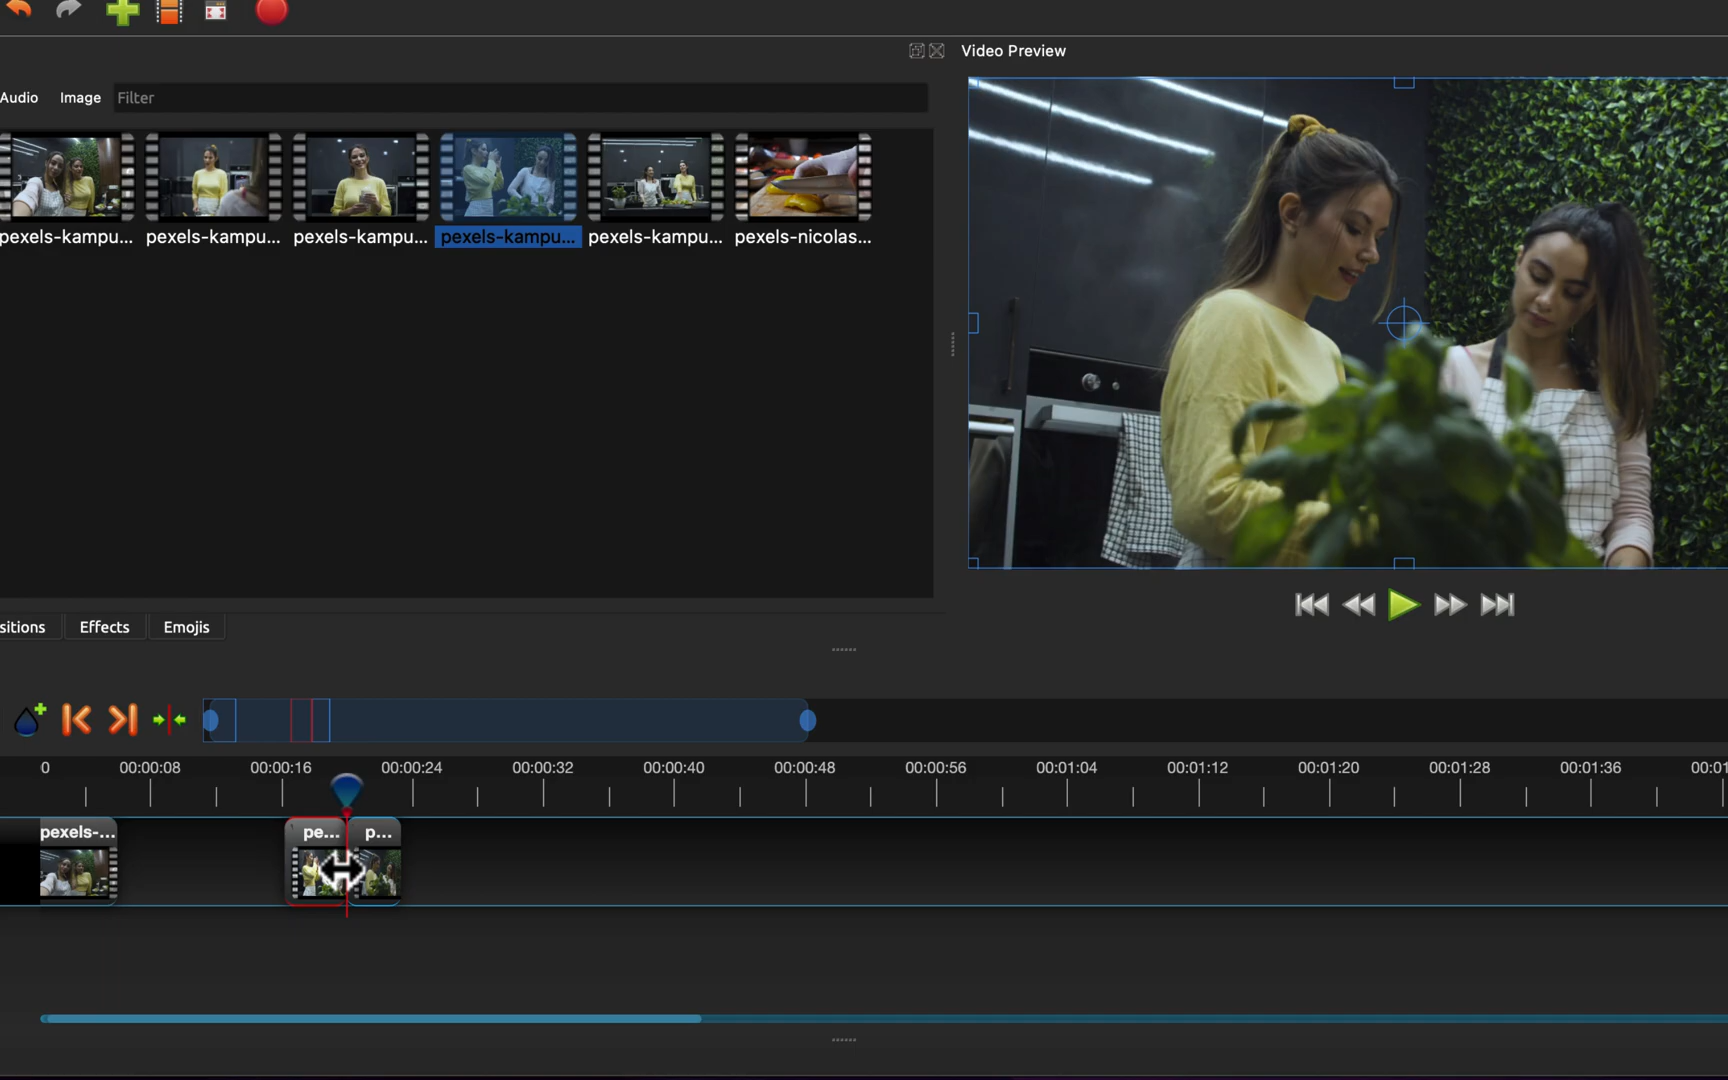 Video Preview
Audio Image Filter
pexels-kampu... pexels-kampu... pexels-kampu... pexels-kampu... pexels-kampu... pexels-nicolas...
sitions Effects Emojis
0 00:00:08 00:00:16 00:00:24 00:00:32 00:00:40 00:00:48 00:00:56 00:01:04 00:01:12 00:01:20 00:01:28 00:01:36 00:01
pexels-... pe... p...